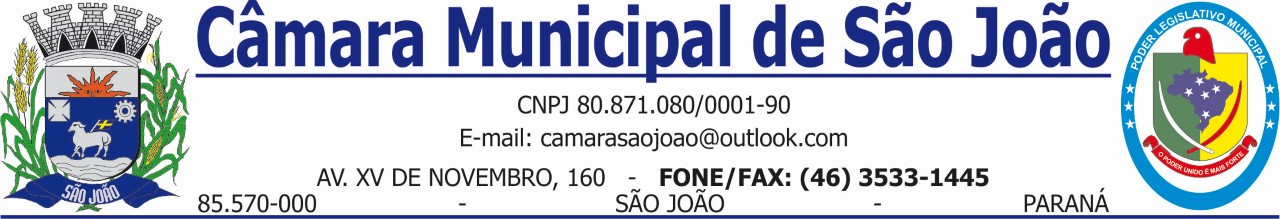 Câmara Municipal de São João
CNPJ 80.871.080/0001-90
E-mail: camarasaojoao@outlook.com
AV. XV DE NOVEMBRO, 160 - FONE/FAX: (46) 3533-1445
85.570-000 - SÃO JOÃO - PARANÁ
SÃO JOÃO
PODER LEGISLATIVO MUNICIPAL
O PODER UNIDO É MAIS FORTE